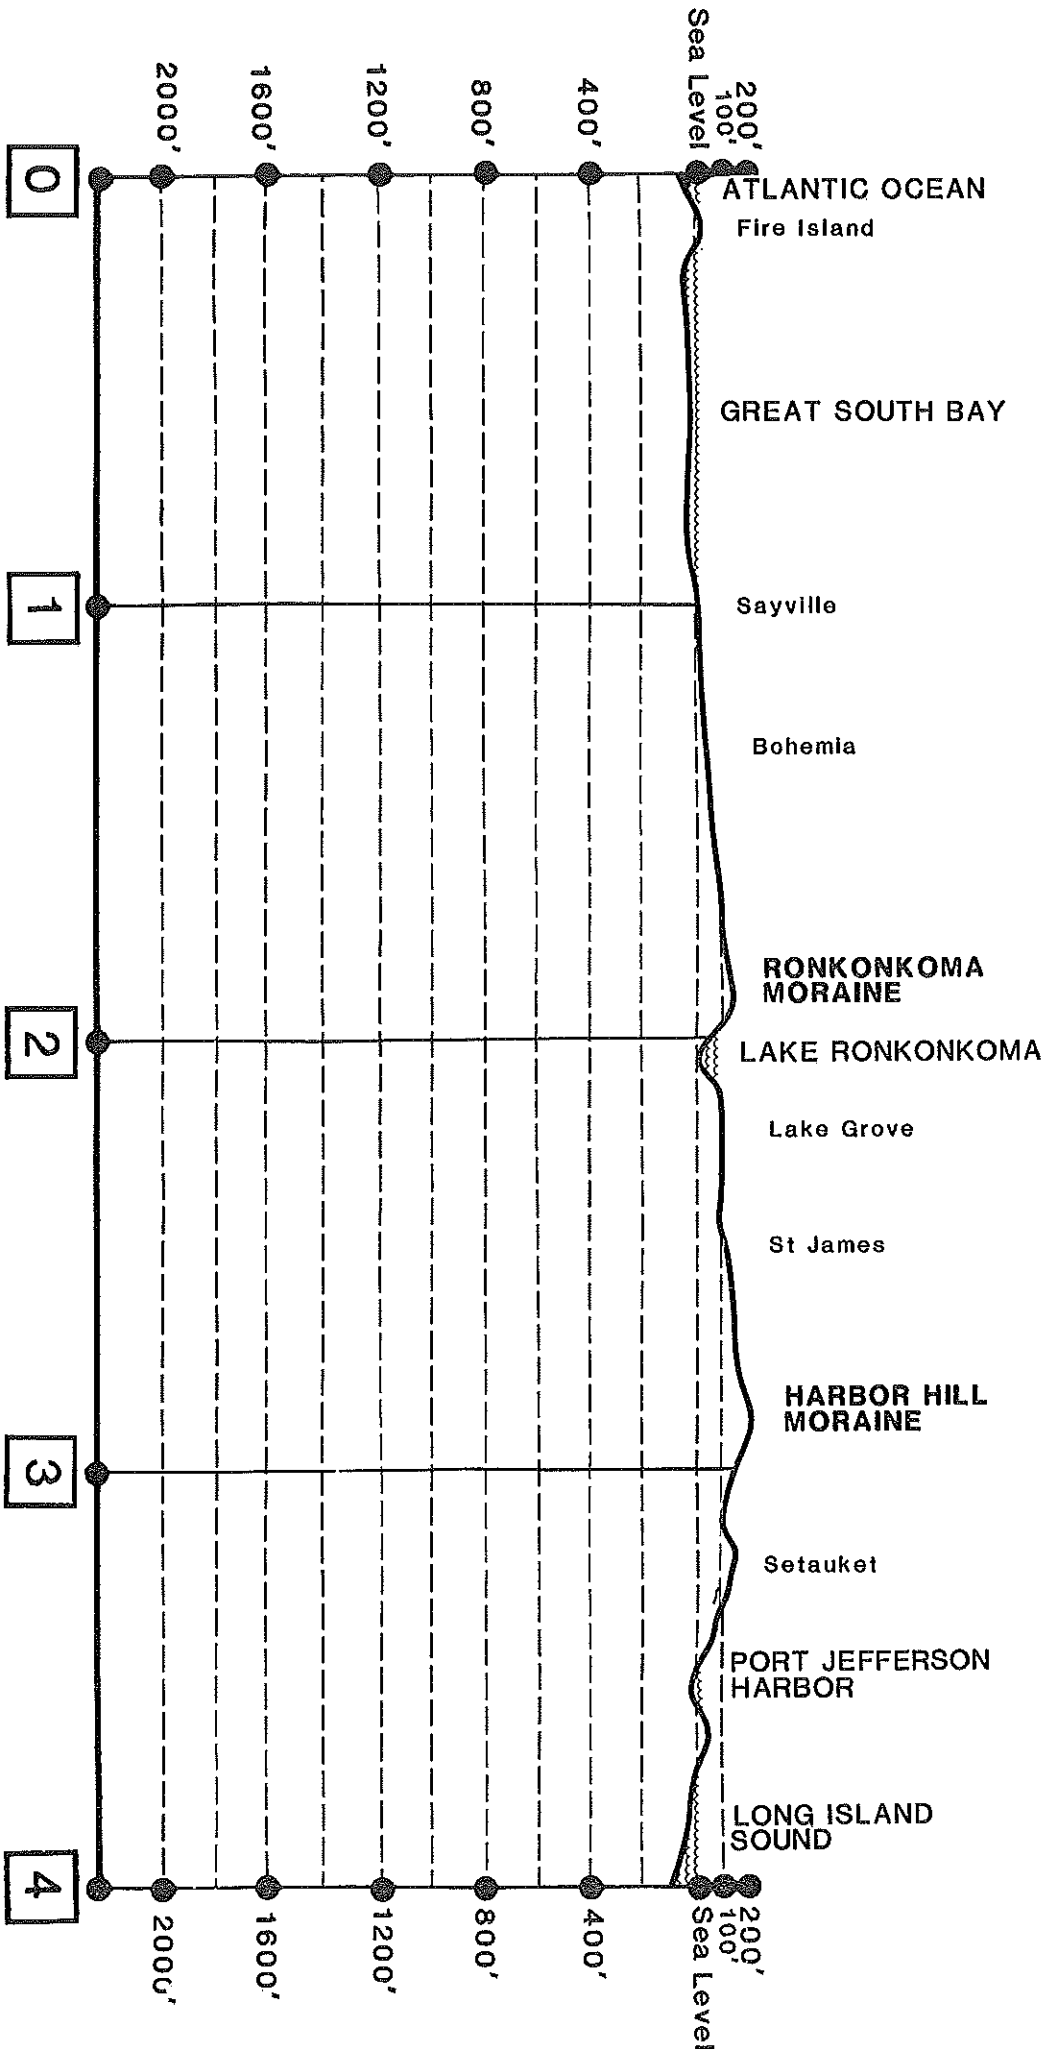 2000'
1600'
1200'
800'
400'
Sea Level
100'
200'
0
ATLANTIC OCEAN
Fire Island
GREAT SOUTH BAY
1
Sayville
Bohemia
RONKONKOMA
MORAINE
2
LAKE RONKONKOMA
Lake Grove
St James
HARBOR HILL
MORAINE
3
Setauket
PORT JEFFERSON
HARBOR
LONG ISLAND
SOUND
4
2000'
1600'
1200'
800'
400'
Sea Level
100'
200'